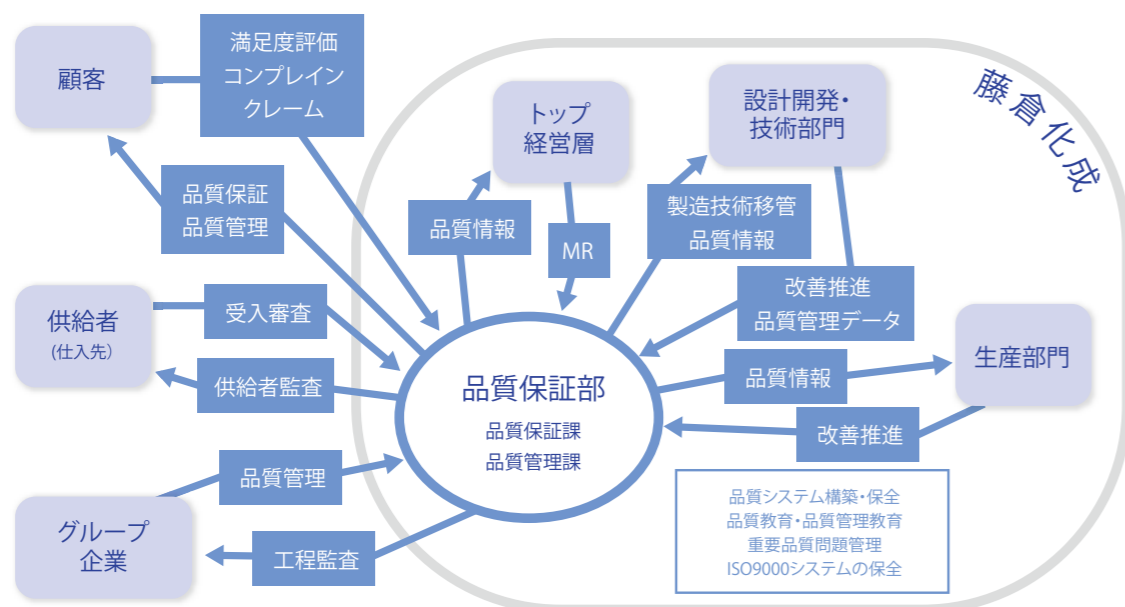 顧客
満足度評価
コンプレイン
クレーム
品質保証
品質管理
供給者
(仕入先)
受入審査
供給者監査
グループ
企業
品質管理
工程監査
藤倉化成
トップ
経営層
品質情報
MR
設計開発・
技術部門
製造技術移管
品質情報
改善推進
品質管理データ
生産部門
品質情報
改善推進
品質保証部
品質保証課
品質管理課
品質システム構築・保全
品質教育・品質管理教育
重要品質問題管理
ISO9000システムの保全